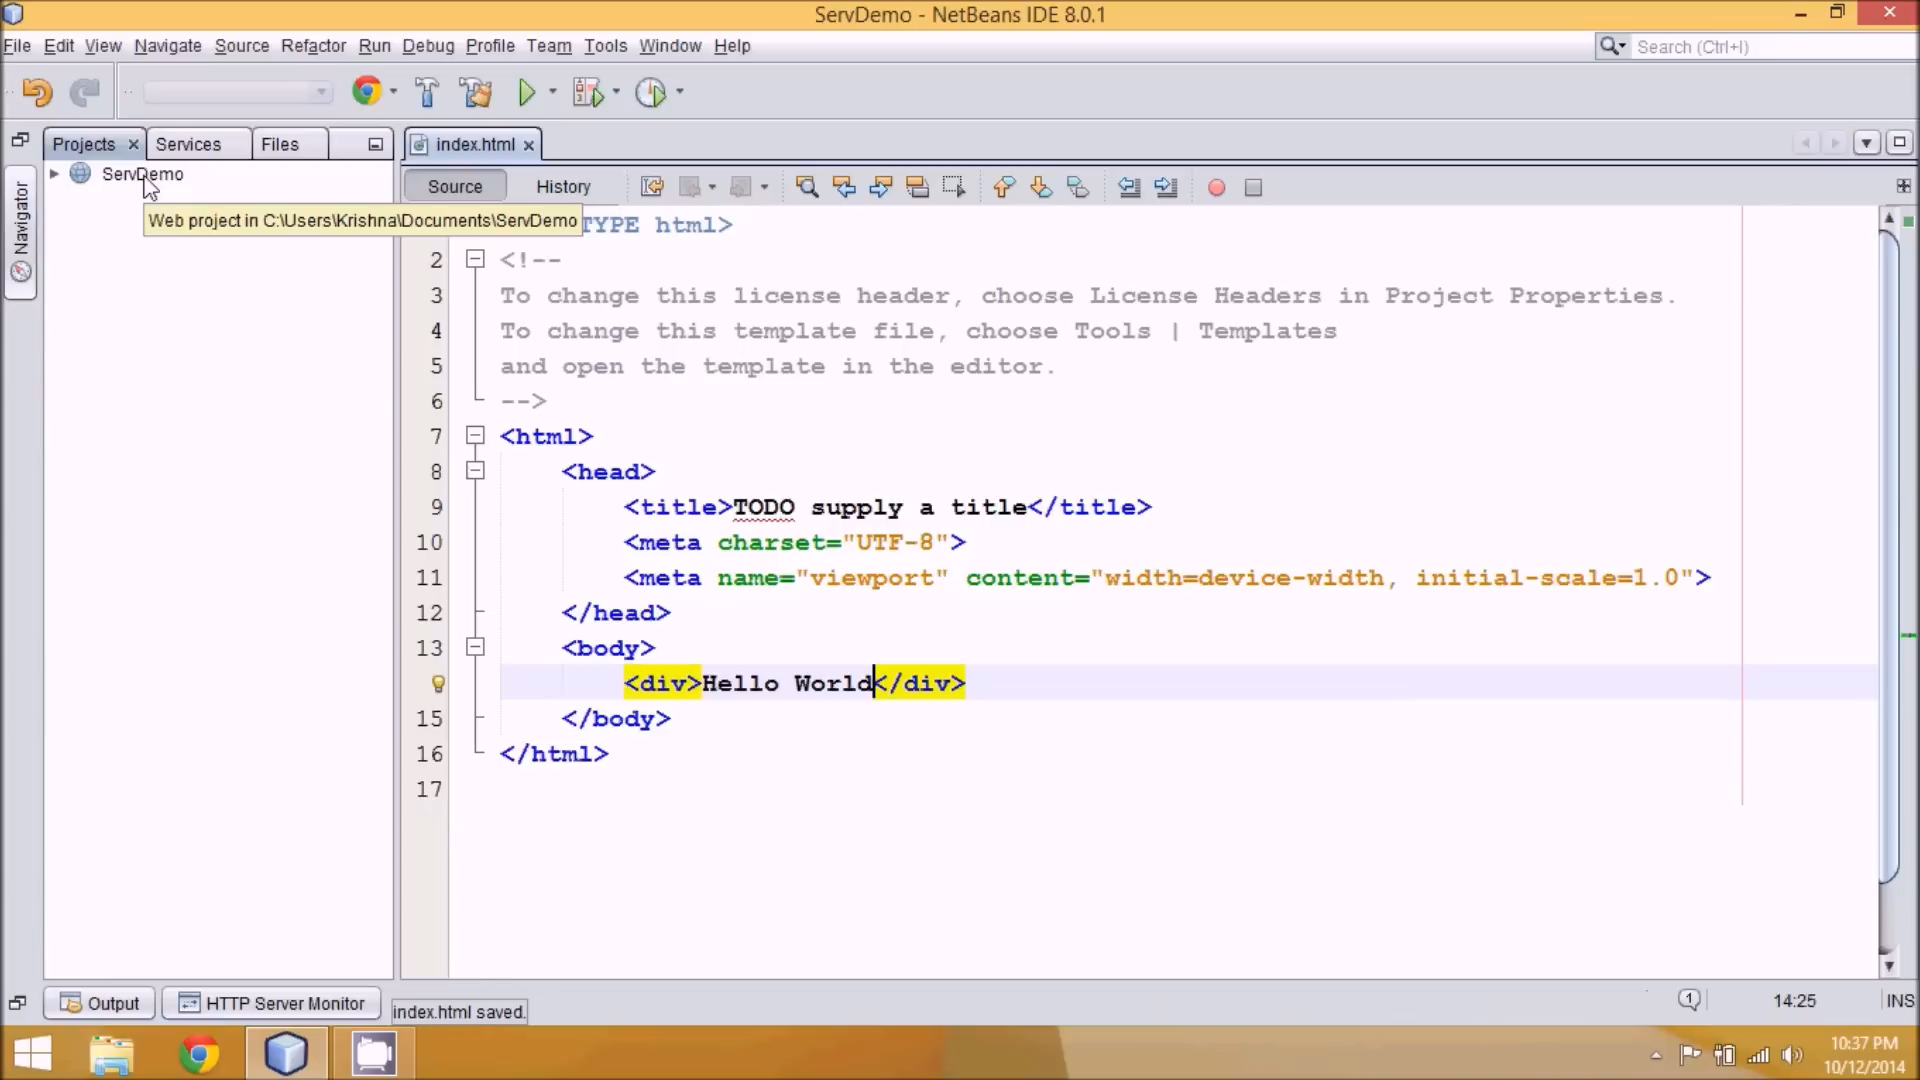 ServDemo - NetBeans IDE 8.0.1
File Edit View Navigate Source Refactor Run Debug Profile Team Tools Window Help
Search (Ctrl+I)
Projects Services Files
index.html
Navigator
ServDemo
Source History
Web project in C:\Users\Krishna\Documents\ServDemo
TYPE html>
2 <!--
3 To change this license header, choose License Headers in Project Properties.
4 To change this template file, choose Tools | Templates
5 and open the template in the editor.
6 -->
7 <html>
8 <head>
9 <title>TODO supply a title</title>
10 <meta charset="UTF-8">
11 <meta name="viewport" content="width=device-width, initial-scale=1.0">
12 </head>
13 <body>
<div>Hello World</div>
15 </body>
16 </html>
17
Output HTTP Server Monitor
index.html saved.
1
14:25
INS
10:37 PM
10/12/2014